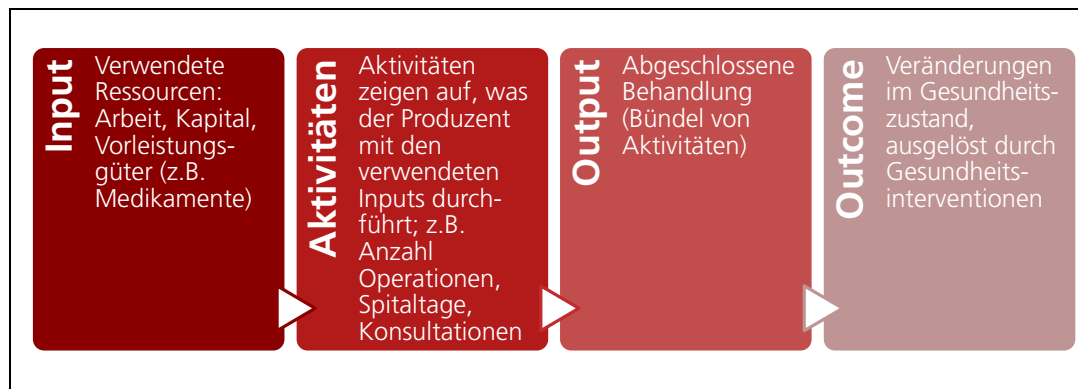 Input
Verwendete
Ressourcen:
Arbeit, Kapital,
Vorleistungs-
güter (z.B.
Medikamente)
Aktivitäten
Aktivitäten
zeigen auf, was
der Produzent
mit den
verwendeten
Inputs durch-
führt; z.B.
Anzahl
Operationen,
Spitaltage,
Konsultationen
Output
Abgeschlossene
Behandlung
(Bündel von
Aktivitäten)
Outcome
Veränderungen
im Gesundheits-
zustand,
ausgelöst durch
Gesundheits-
interventionen